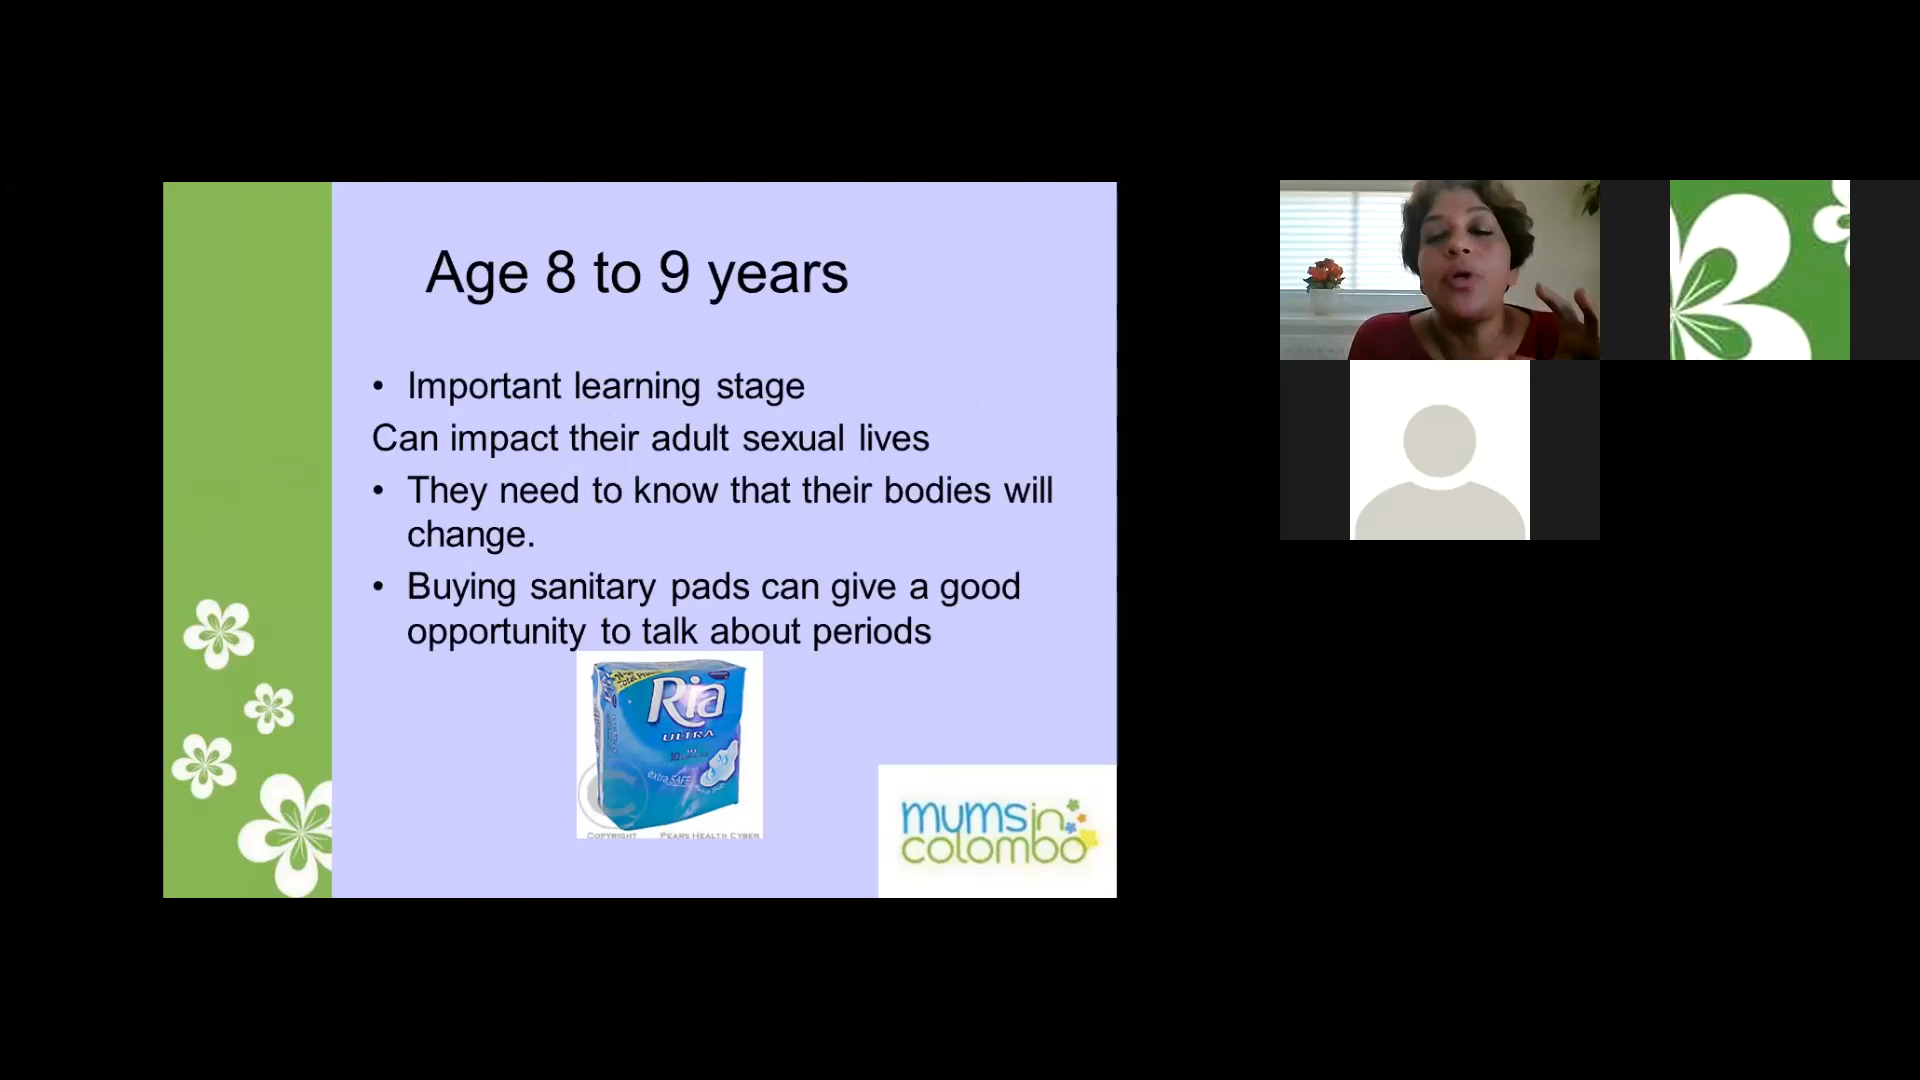 Age 8 to 9 years
• Important learning stage
Can impact their adult sexual lives
• They need to know that their bodies will
change.
• Buying sanitary pads can give a good
opportunity to talk about periods
Ria
ULTRA
extra SAFE
COPYRIGHT PEARS HEALTH CYBER
mumsin
colombo